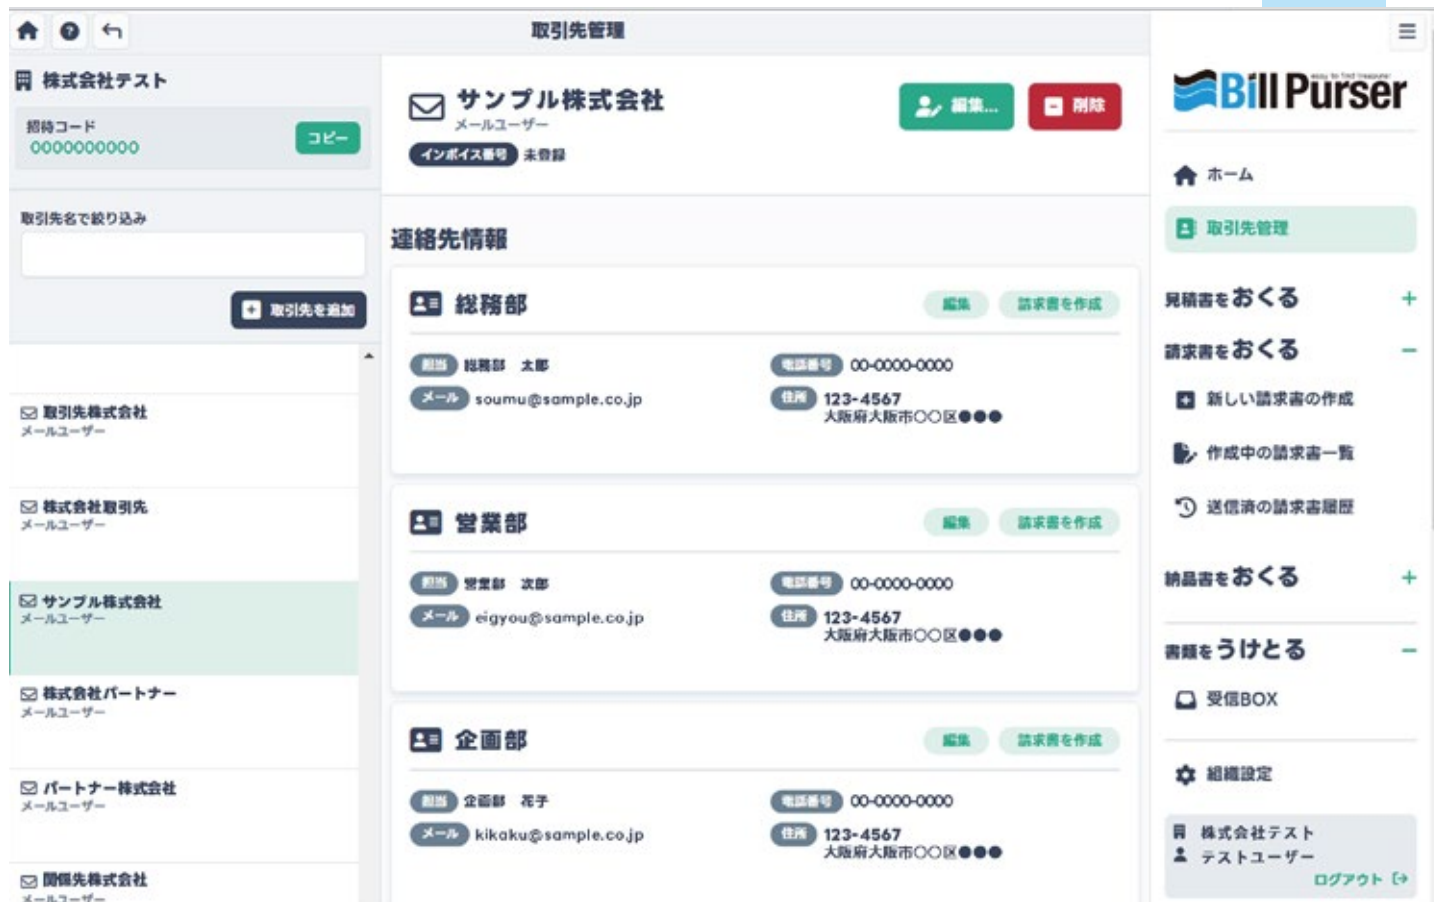 取引先管理
株式会社テスト
招待コード
0000000000
コピー
取引先名で絞り込み
取引先を追加
取引先株式会社
メールユーザー
株式会社取引先
メールユーザー
サンプル株式会社
メールユーザー
株式会社パートナー
メールユーザー
パートナー株式会社
メールユーザー
関係先株式会社
メールユーザー
サンプル株式会社
メールユーザー
インボイス番号 未登録
編集...
削除
連絡先情報
総務部
編集
請求書を作成
担当 総務部 太郎
電話番号 00-0000-0000
メール soumu@sample.co.jp
住所 123-4567
大阪府大阪市〇〇区●●●
営業部
編集
請求書を作成
担当 営業部 次郎
電話番号 00-0000-0000
メール eigyou@sample.co.jp
住所 123-4567
大阪府大阪市〇〇区●●●
企画部
編集
請求書を作成
担当 企画部 花子
電話番号 00-0000-0000
メール kikaku@sample.co.jp
住所 123-4567
大阪府大阪市〇〇区●●●
easy to find treasure
Bill Purser
ホーム
取引先管理
見積書をおくる +
請求書をおくる −
新しい請求書の作成
作成中の請求書一覧
送信済の請求書履歴
納品書をおくる +
書類をうけとる −
受信BOX
組織設定
株式会社テスト
テストユーザー
ログアウト